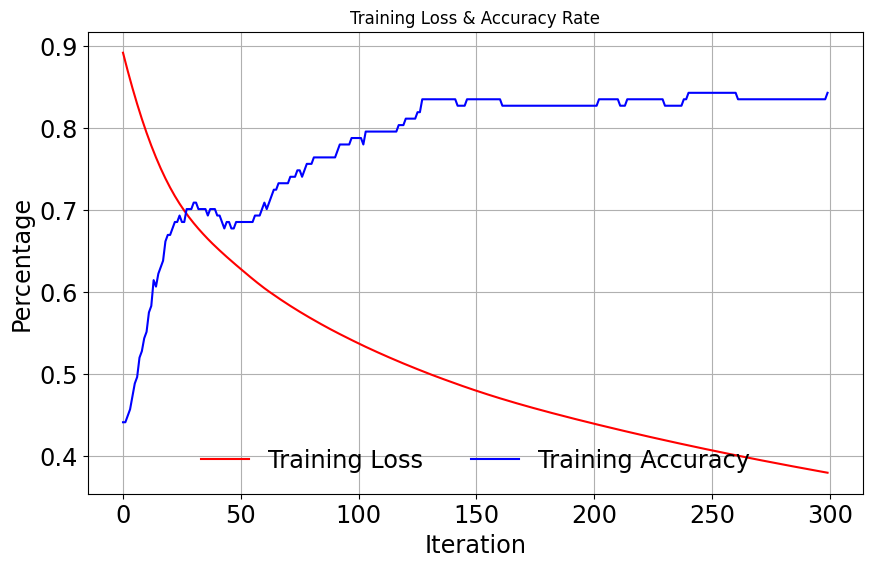 Training Loss & Accuracy Rate
Percentage
0.9
0.8
0.7
0.6
0.5
0.4
Training Loss
Training Accuracy
0 50 100 150 200 250 300
Iteration